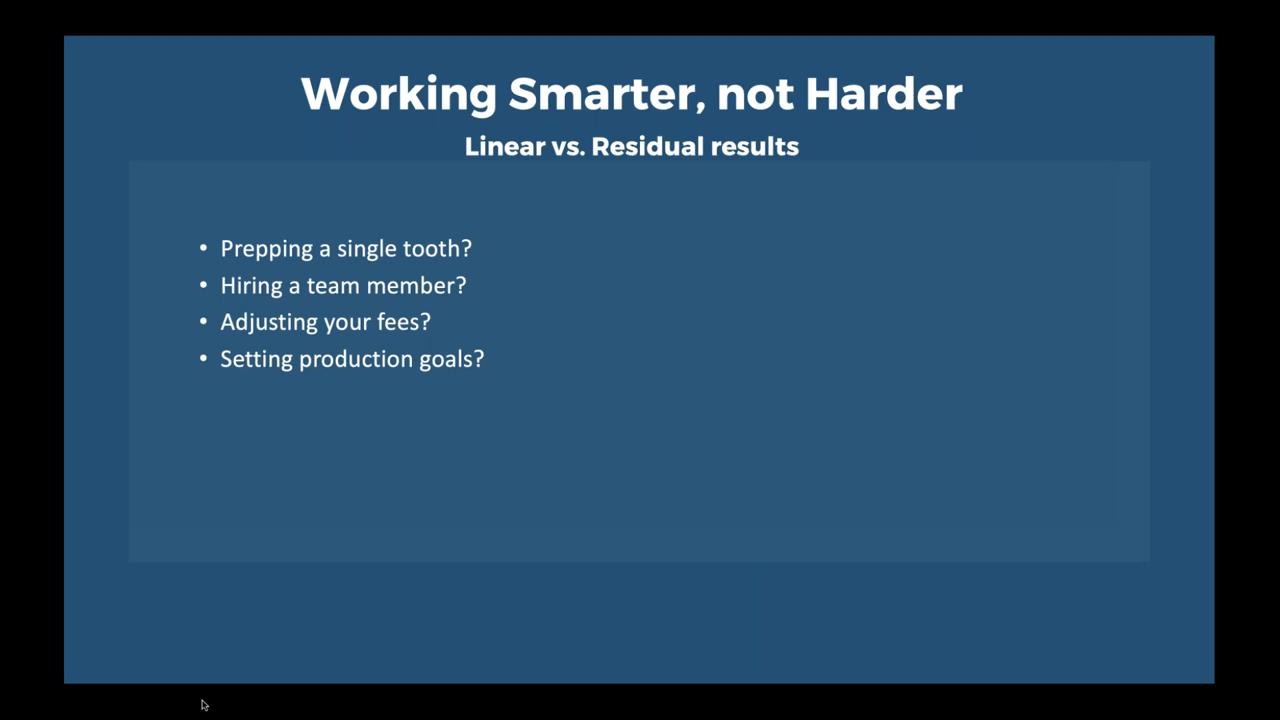 Working Smarter, not Harder
Linear vs. Residual results
• Prepping a single tooth?
• Hiring a team member?
• Adjusting your fees?
• Setting production goals?